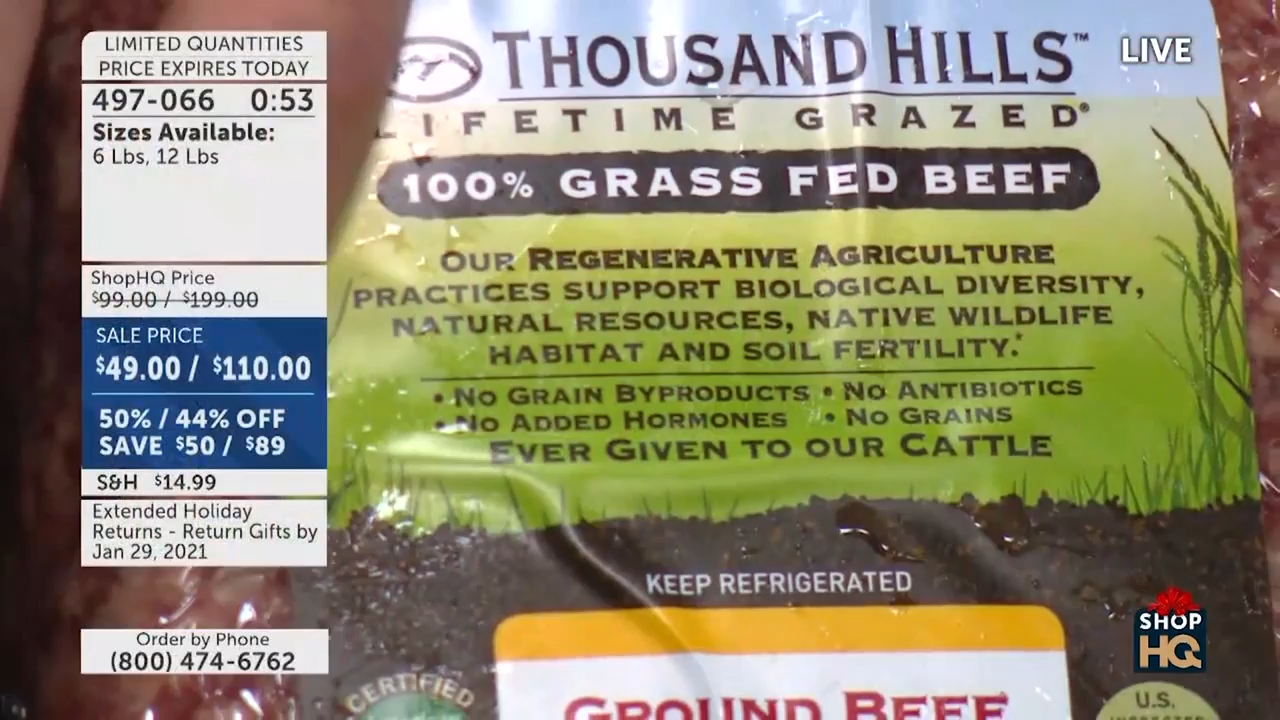 LIMITED QUANTITIES
PRICE EXPIRES TODAY
497-066 0:53
Sizes Available:
6 Lbs, 12 Lbs
ShopHQ Price
$99.00 / $199.00
SALE PRICE
$49.00 / $110.00
50% / 44% OFF
SAVE $50 / $89
S&H $14.99
Extended Holiday
Returns - Return Gifts by
Jan 29, 2021
Order by Phone
(800) 474-6762
THOUSAND HILLS™
LIFETIME GRAZED®
100% GRASS FED BEEF
OUR REGENERATIVE AGRICULTURE
PRACTICES SUPPORT BIOLOGICAL DIVERSITY,
NATURAL RESOURCES, NATIVE WILDLIFE
HABITAT AND SOIL FERTILITY.*
• NO GRAIN BYPRODUCTS • NO ANTIBIOTICS
• NO ADDED HORMONES • NO GRAINS
EVER GIVEN TO OUR CATTLE
KEEP REFRIGERATED
GROUND BEEF
CERTIFIED
U.S.
LIVE
SHOP
HQ